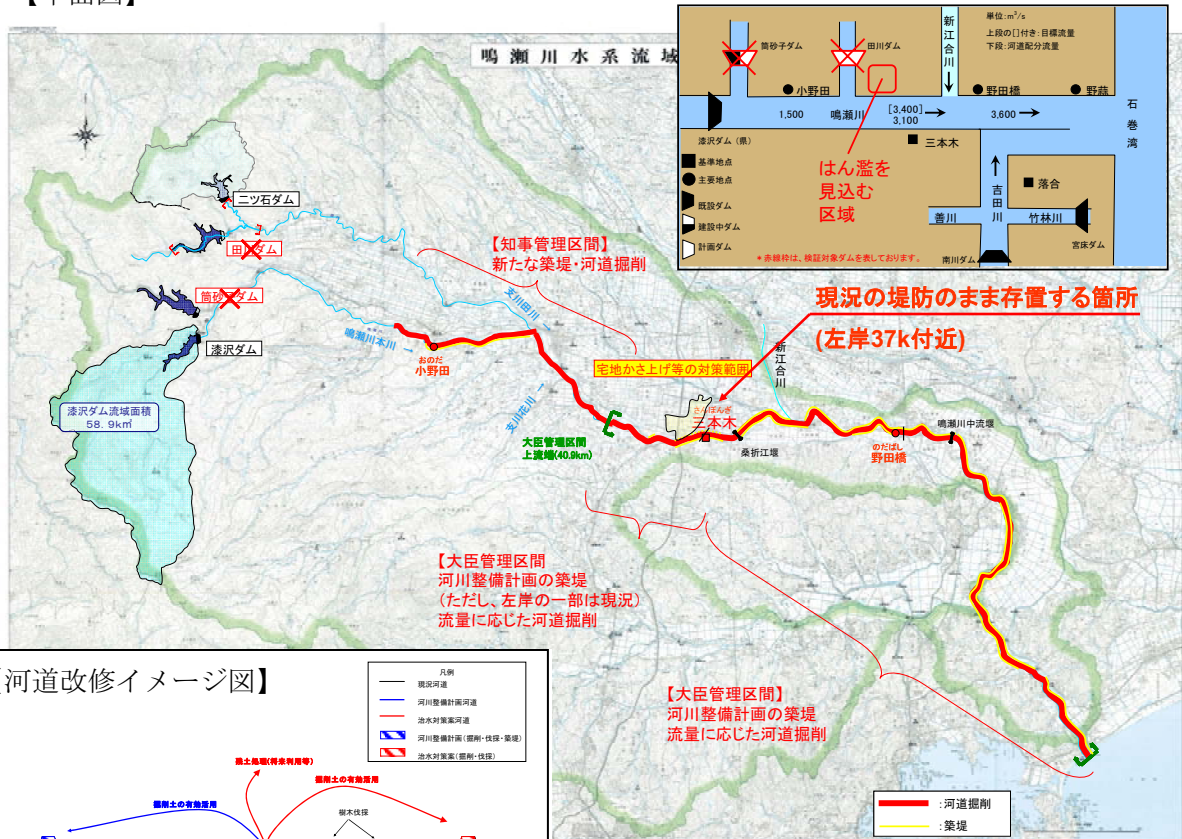 【平面図】
鳴瀬川水系流域
単位:m³/s
上段の[]付き:目標流量
下段:河道配分流量
新江合川
筒砂子ダム
田川ダム
小野田
野田橋
野蒜
石巻湾
1,500
鳴瀬川
[3,400]
3,100
3,600
漆沢ダム(県)
三本木
基準地点
主要地点
既設ダム
建設中ダム
計画ダム
はん濫を
見込む
区域
吉田川
落合
善川
竹林川
宮床ダム
南川ダム
*赤線枠は、検証対象ダムを表しております。
二ツ石ダム
田川ダム
筒砂子ダム
漆沢ダム
漆沢ダム流域面積
58.9km²
【知事管理区間】
新たな築堤・河道掘削
支川田川
鳴瀬川本川
おのだ
小野田
支川花川
大臣管理区間
上流端(40.9km)
現況の堤防のまま存置する箇所
(左岸37k付近)
宅地かさ上げ等の対策範囲
新江合川
さんぼんぎ
三本木
桑折江堰
のだばし
野田橋
鳴瀬川中流堰
【大臣管理区間
河川整備計画の築堤
(ただし、左岸の一部は現況)
流量に応じた河道掘削
【大臣管理区間】
河川整備計画の築堤
流量に応じた河道掘削
:河道掘削
:築堤
【河道改修イメージ図】
凡例
現況河道
河川整備計画河道
治水対策案河道
河川整備計画(掘削・伐採・築堤)
治水対策案(掘削・伐採)
残土処理(将来利用等)
掘削土の有効活用
掘削土の有効活用
樹木伐採